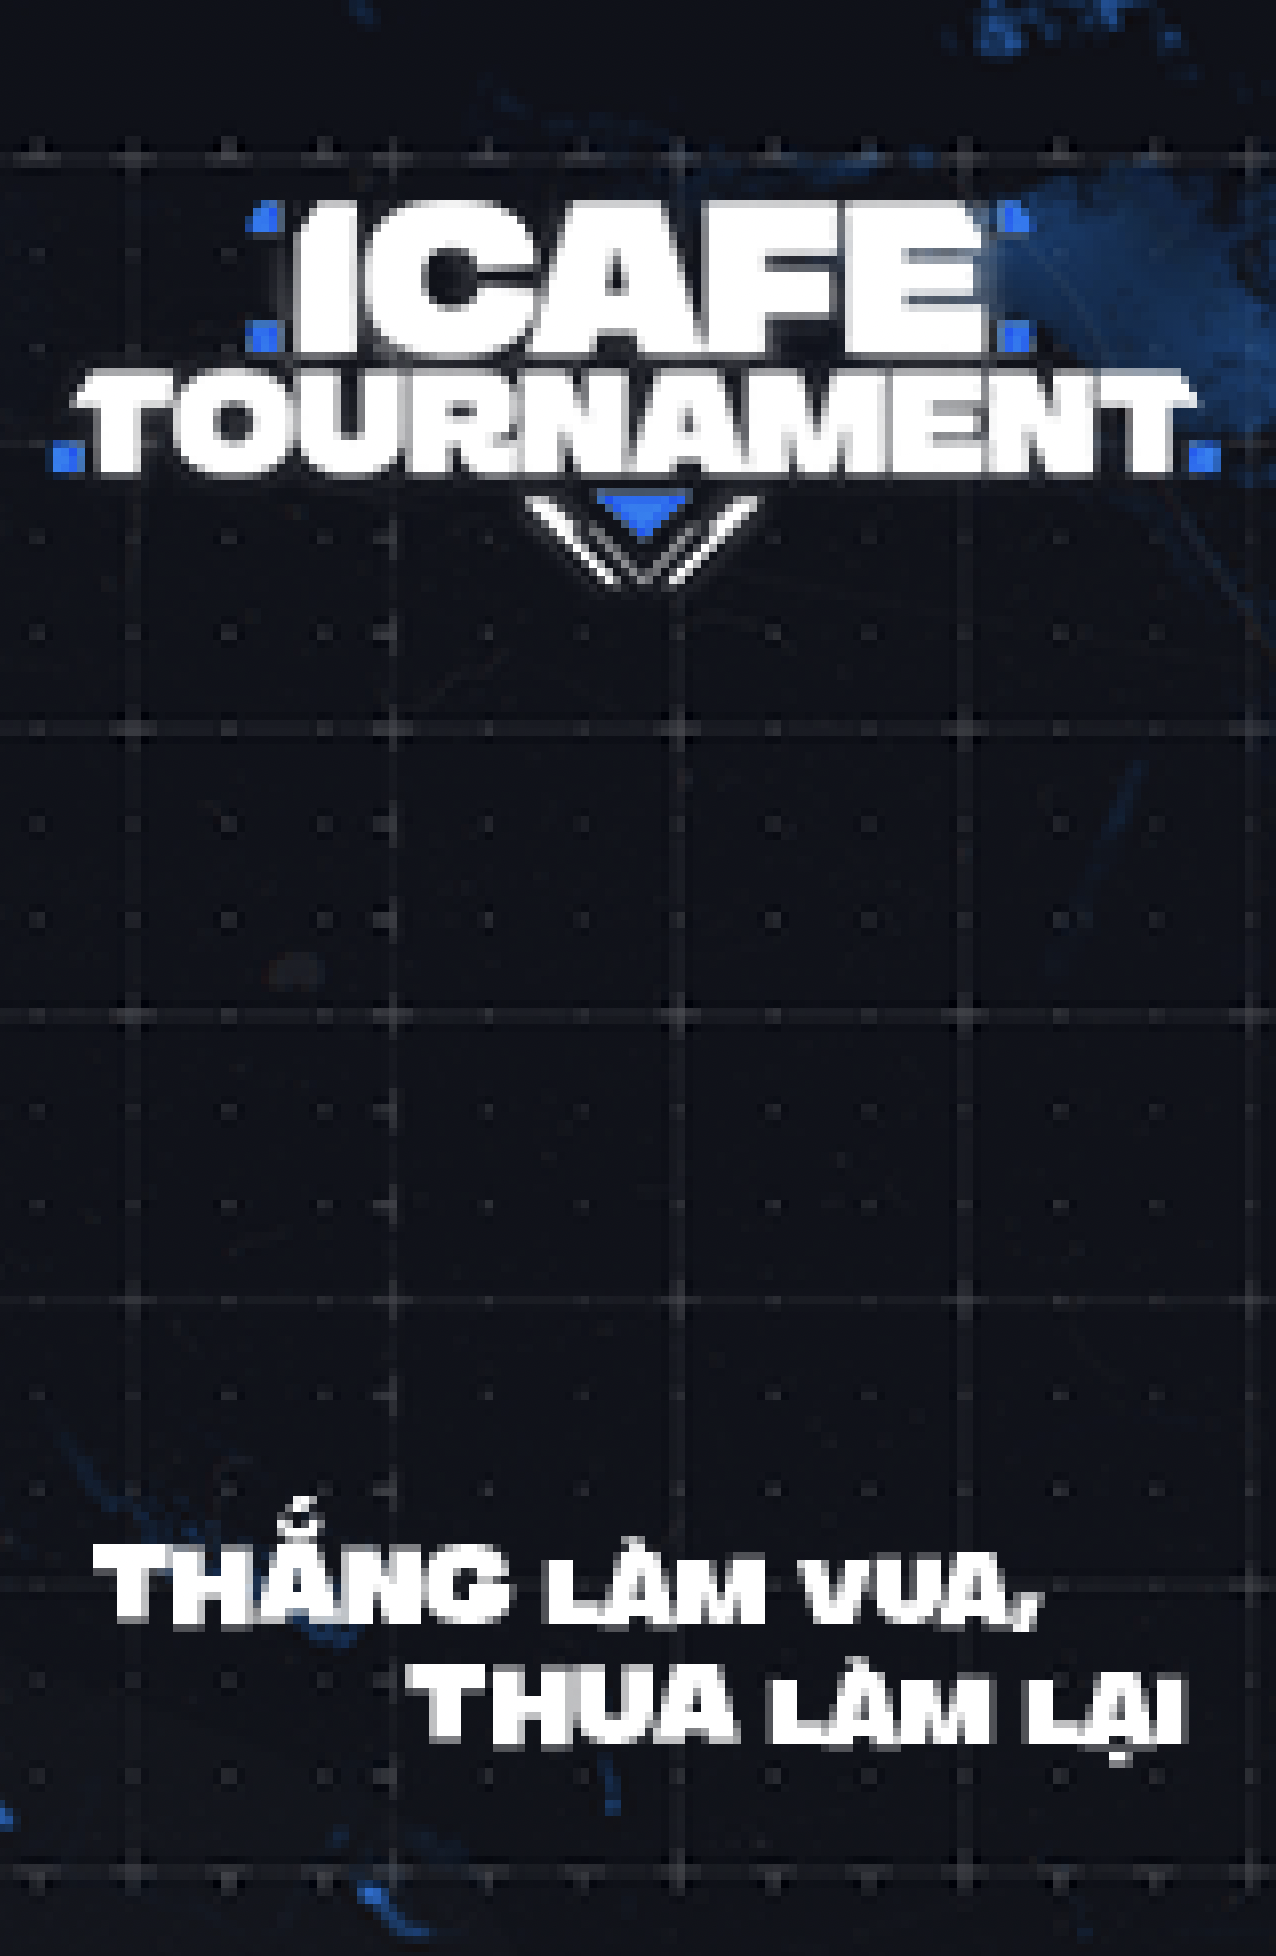 ICAFE
TOURNAMENT
THẮNG LÀM VUA,
THUA LÀM LẠI